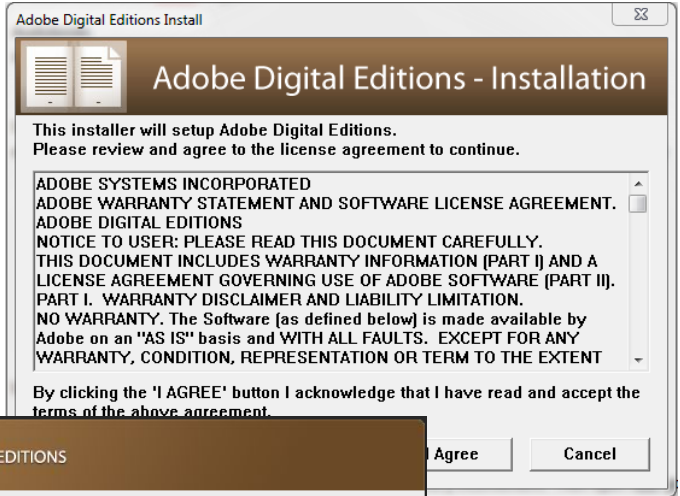 Adobe Digital Editions Install
Adobe Digital Editions - Installation
This installer will setup Adobe Digital Editions.
Please review and agree to the license agreement to continue.
ADOBE SYSTEMS INCORPORATED
ADOBE WARRANTY STATEMENT AND SOFTWARE LICENSE AGREEMENT.
ADOBE DIGITAL EDITIONS
NOTICE TO USER: PLEASE READ THIS DOCUMENT CAREFULLY.
THIS DOCUMENT INCLUDES WARRANTY INFORMATION (PART I) AND A
LICENSE AGREEMENT GOVERNING USE OF ADOBE SOFTWARE (PART II).
PART I.  WARRANTY DISCLAIMER AND LIABILITY LIMITATION.
NO WARRANTY. The Software (as defined below) is made available by
Adobe on an "AS IS" basis and WITH ALL FAULTS.  EXCEPT FOR ANY
WARRANTY, CONDITION, REPRESENTATION OR TERM TO THE EXTENT
By clicking the 'I AGREE' button I acknowledge that I have read and accept the
terms of the above agreement.
EDITIONS
Agree
Cancel